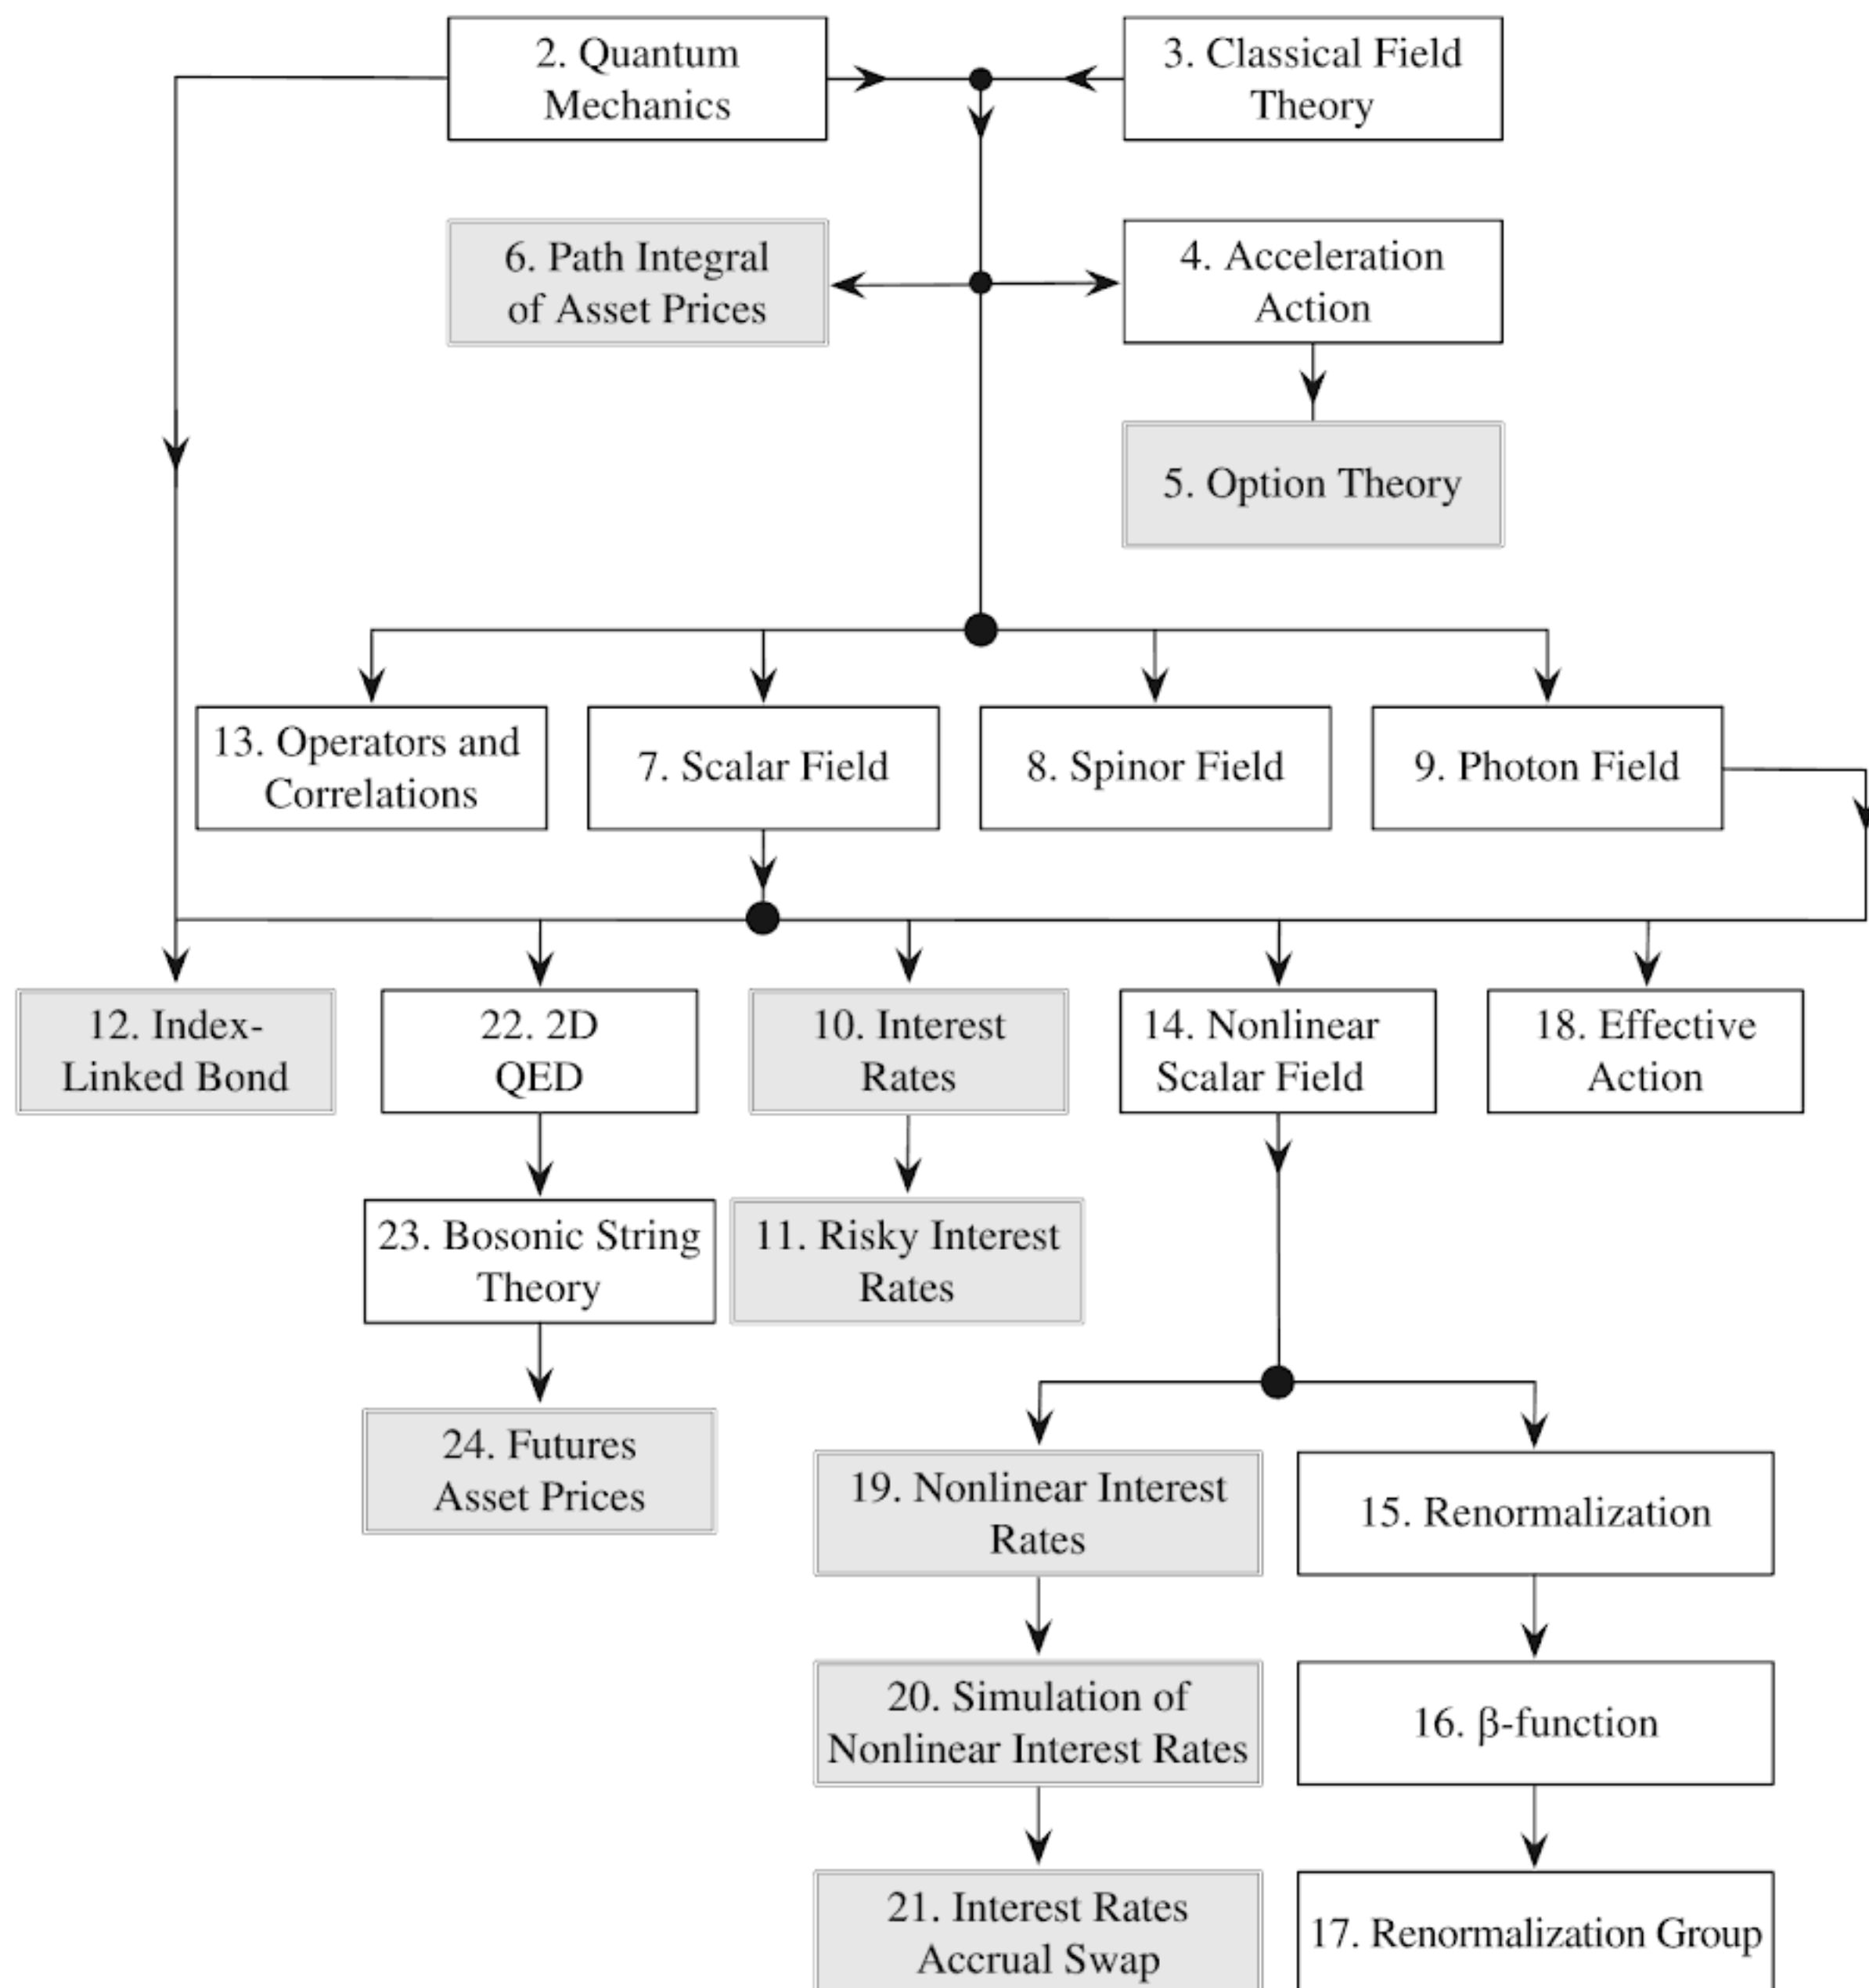 2. Quantum
Mechanics
3. Classical Field
Theory
6. Path Integral
of Asset Prices
4. Acceleration
Action
5. Option Theory
13. Operators and
Correlations
7. Scalar Field
8. Spinor Field
9. Photon Field
12. Index-
Linked Bond
22. 2D
QED
10. Interest
Rates
14. Nonlinear
Scalar Field
18. Effective
Action
23. Bosonic String
Theory
11. Risky Interest
Rates
24. Futures
Asset Prices
19. Nonlinear Interest
Rates
15. Renormalization
20. Simulation of
Nonlinear Interest Rates
16. β-function
21. Interest Rates
Accrual Swap
17. Renormalization Group